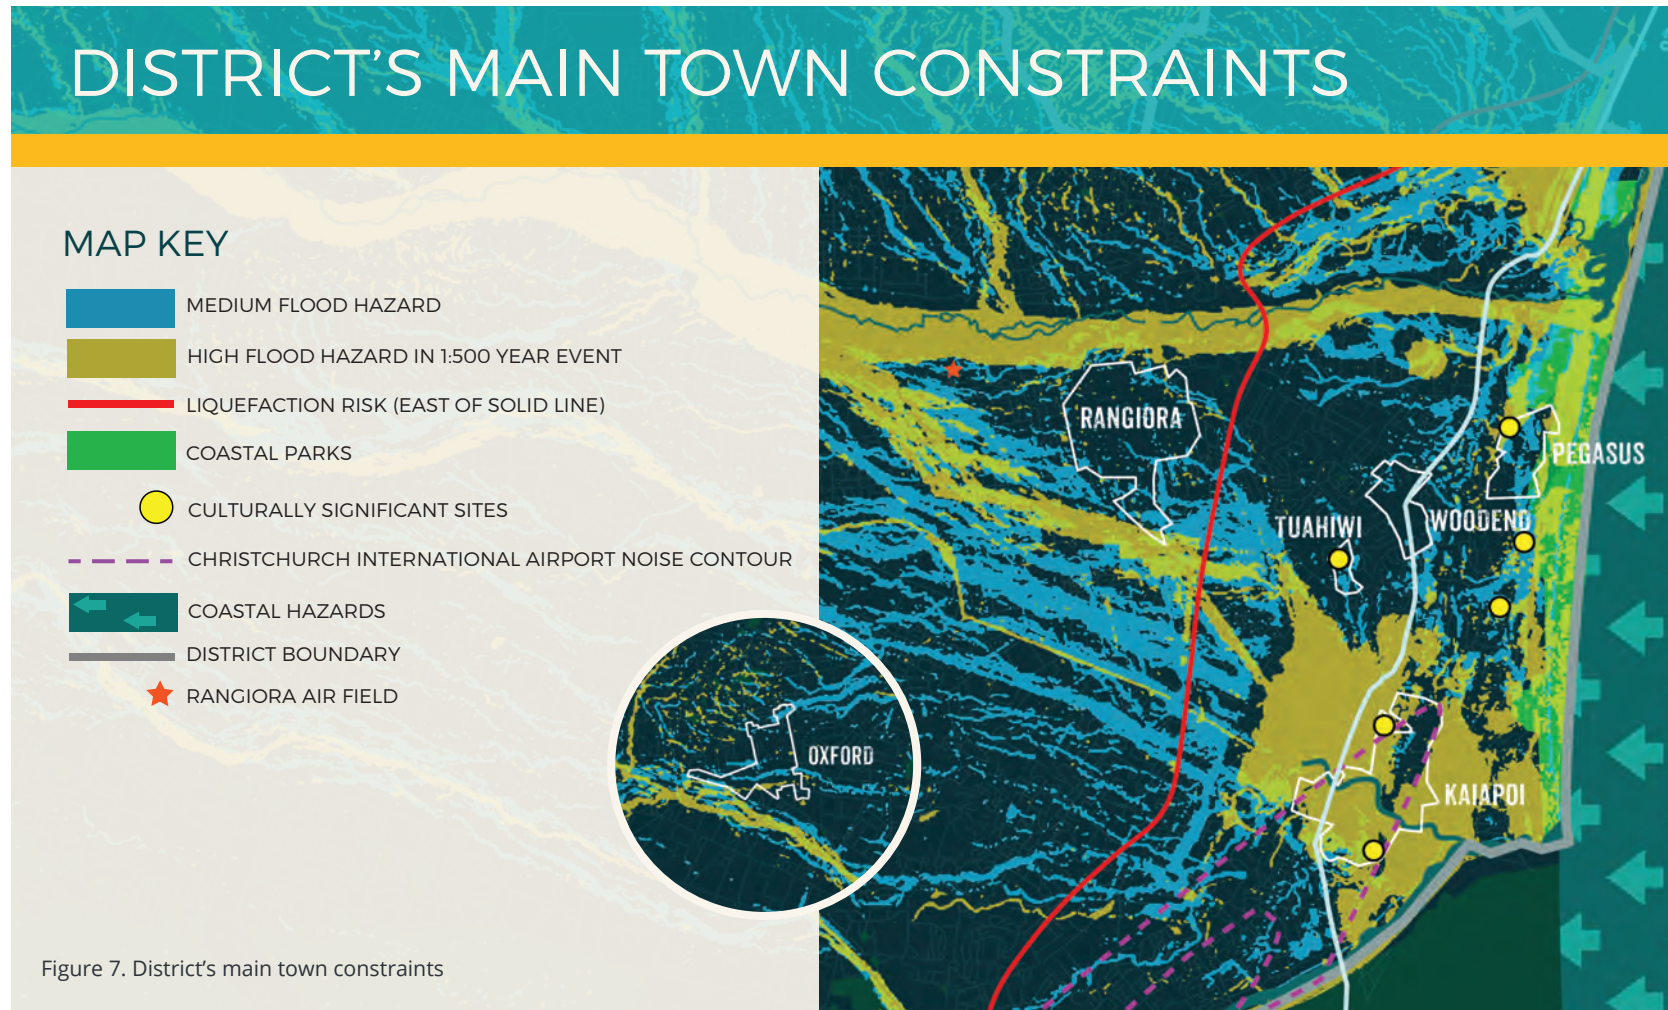 DISTRICT'S MAIN TOWN CONSTRAINTS
MAP KEY
MEDIUM FLOOD HAZARD
HIGH FLOOD HAZARD IN 1:500 YEAR EVENT
LIQUEFACTION RISK (EAST OF SOLID LINE)
COASTAL PARKS
CULTURALLY SIGNIFICANT SITES
CHRISTCHURCH INTERNATIONAL AIRPORT NOISE CONTOUR
COASTAL HAZARDS
DISTRICT BOUNDARY
RANGIORA AIR FIELD
OXFORD
RANGIORA
PEGASUS
WOODEND
TUAHIWI
KAIAPOI
Figure 7. District's main town constraints